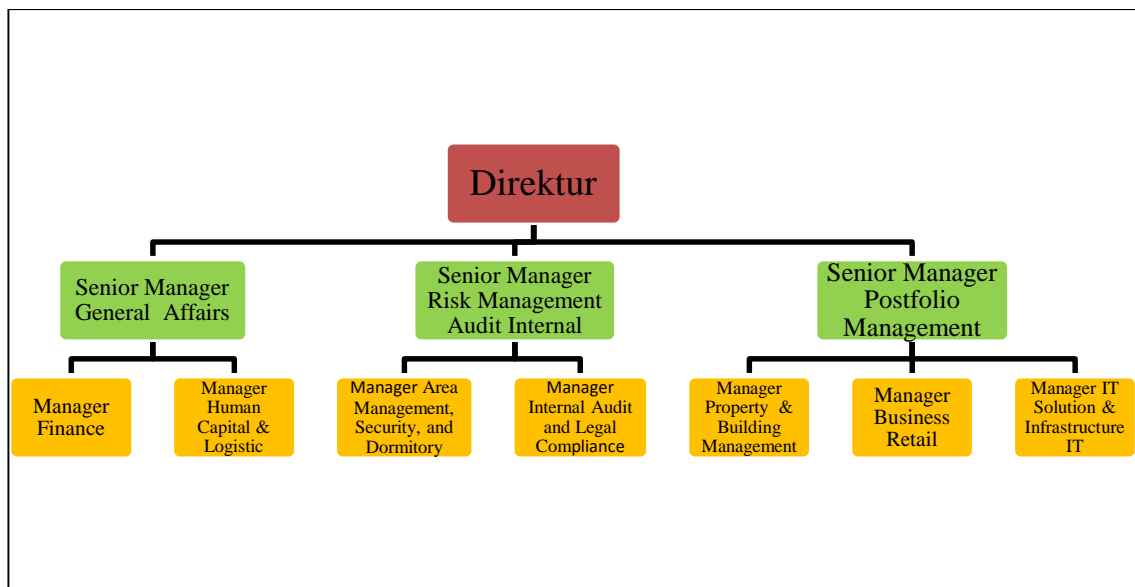 Direktur
Senior Manager
General Affairs
Senior Manager
Risk Management
Audit Internal
Senior Manager
Postfolio
Management
Manager
Finance
Manager
Human
Capital &
Logistic
Manager Area
Management,
Security, and
Dormitory
Manager
Internal Audit
and Legal
Compliance
Manager
Property & 
Building
Management
Manager
Business
Retail
Manager IT
Solution &
Infrastructure
IT